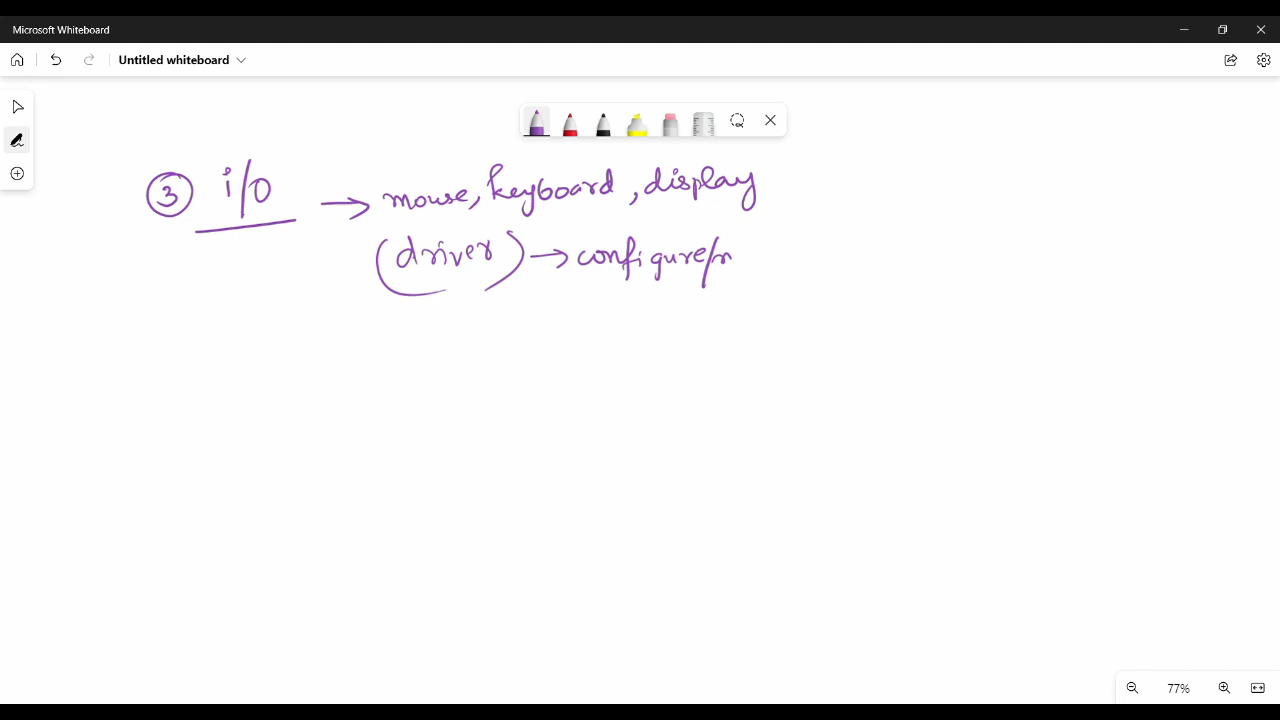 Microsoft Whiteboard
Untitled whiteboard
③ i/o → mouse, keyboard, display
(driver) → configure/
77%